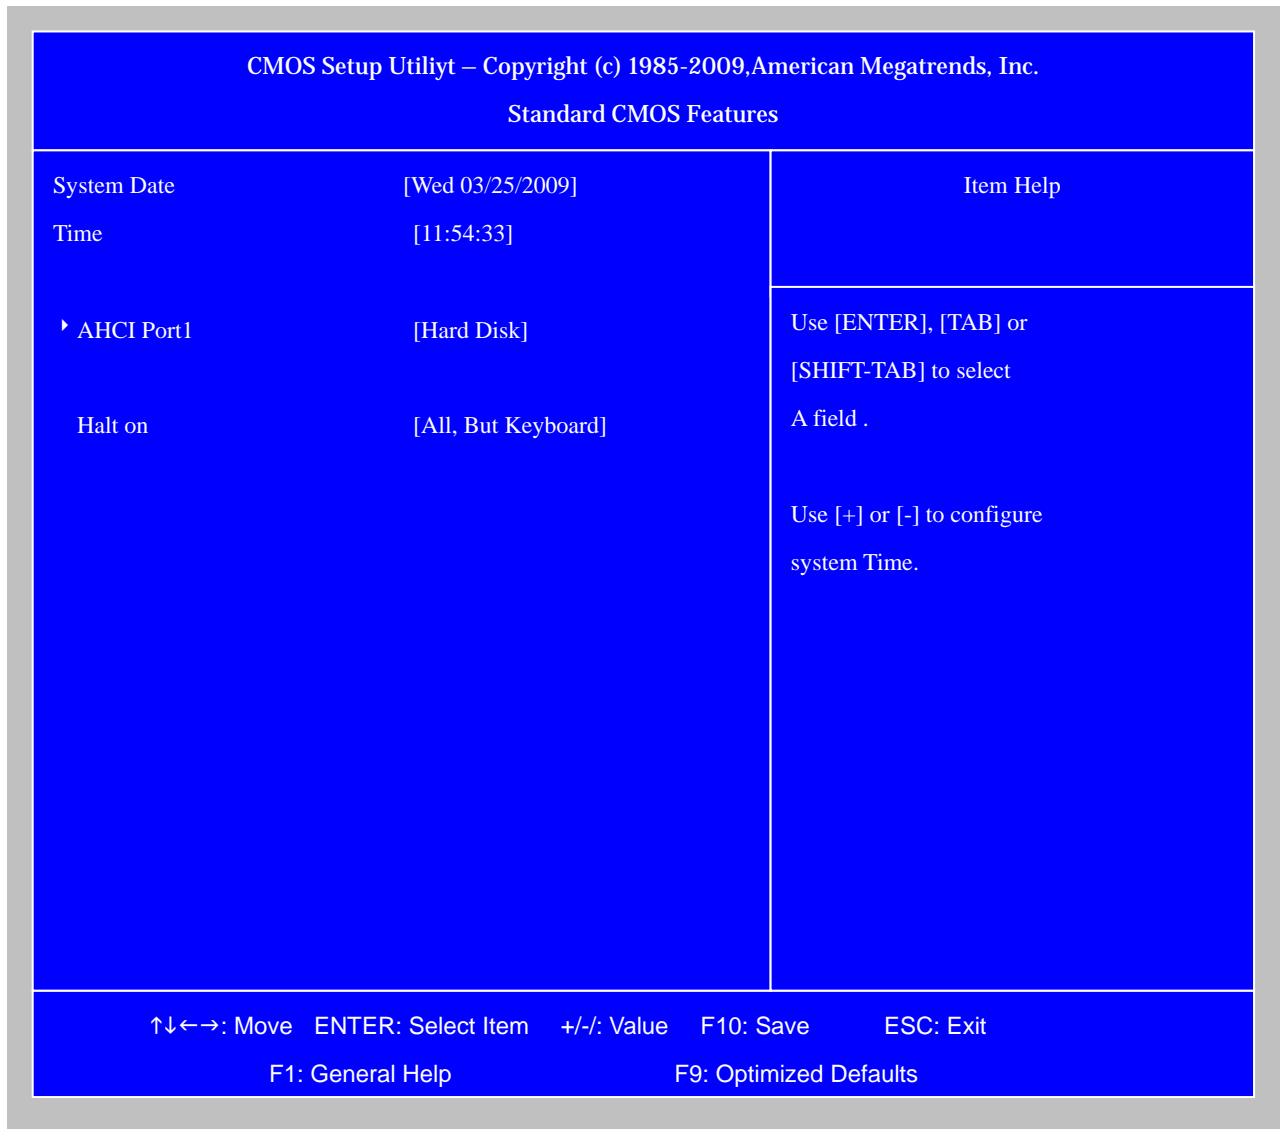 CMOS Setup Utiliyt – Copyright (c) 1985-2009,American Megatrends, Inc.
Standard CMOS Features
System Date [Wed 03/25/2009]
Time [11:54:33]
AHCI Port1 [Hard Disk]
Halt on [All, But Keyboard]
Item Help
Use [ENTER], [TAB] or
[SHIFT-TAB] to select
A field .
Use [+] or [-] to configure
system Time.
↑↓←→: Move ENTER: Select Item +/-/: Value F10: Save ESC: Exit
F1: General Help F9: Optimized Defaults